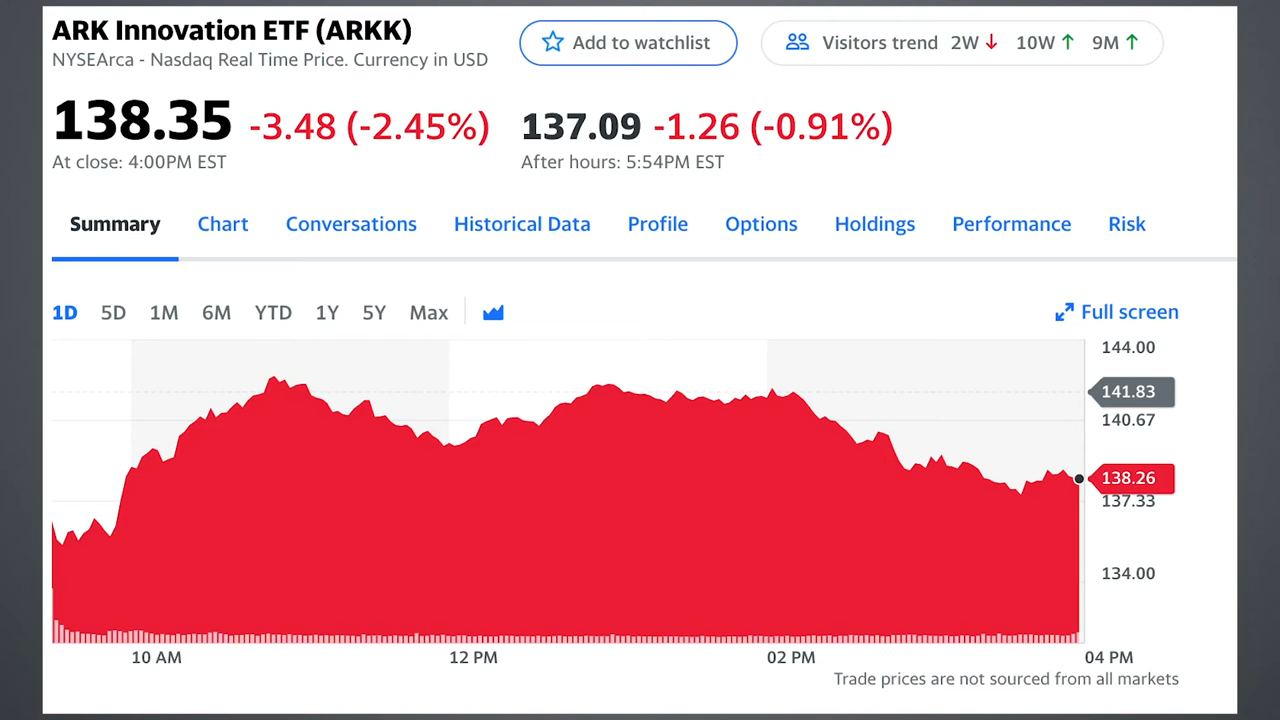 ARK Innovation ETF (ARKK)
NYSEArca - Nasdaq Real Time Price. Currency in USD
Add to watchlist
Visitors trend 2W ↓ 10W ↑ 9M ↑
138.35 -3.48 (-2.45%)
At close: 4:00PM EST
137.09 -1.26 (-0.91%)
After hours: 5:54PM EST
Summary Chart Conversations Historical Data Profile Options Holdings Performance Risk
1D 5D 1M 6M YTD 1Y 5Y Max
Full screen
144.00
141.83
140.67
138.26
137.33
134.00
10 AM 12 PM 02 PM 04 PM
Trade prices are not sourced from all markets